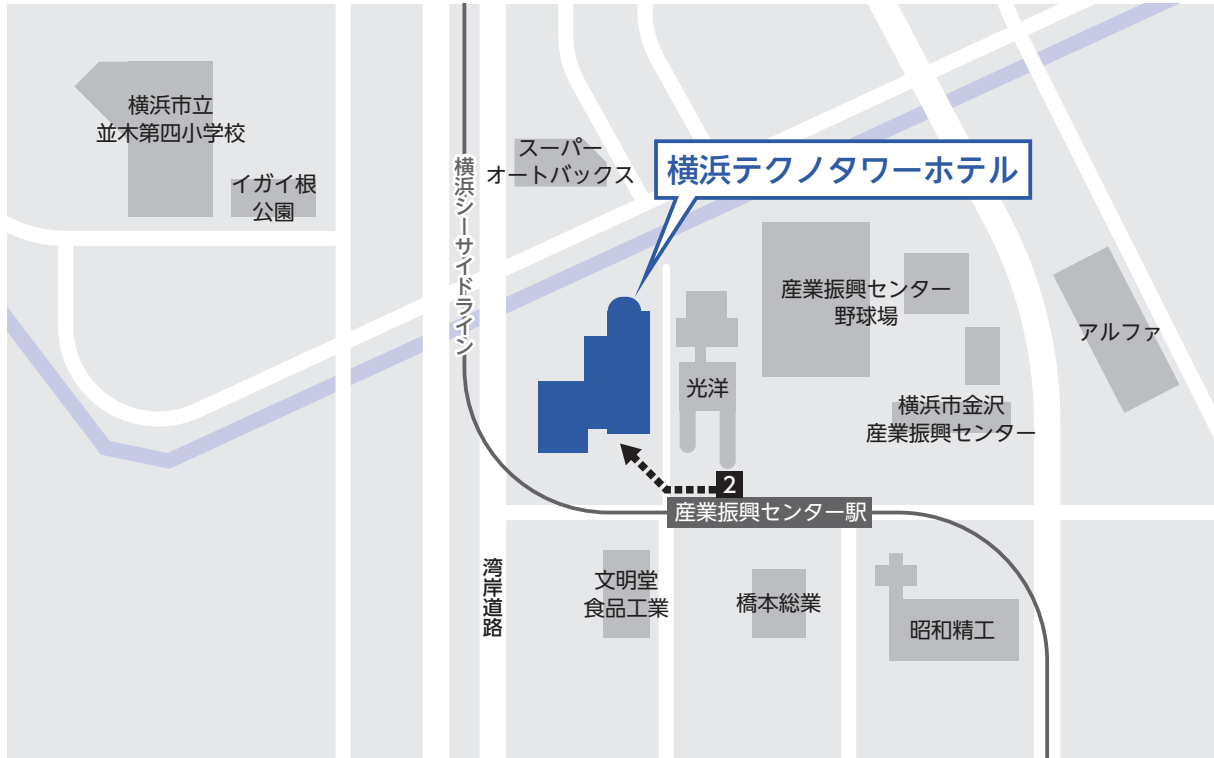 横浜市立
並木第四小学校
イガイ根
公園
横浜シーサイドライン
スーパー
オートバックス
横浜テクノタワーホテル
産業振興センター
野球場
アルファ
光洋
横浜市金沢
産業振興センター
2
産業振興センター駅
湾岸道路
文明堂
食品工業
橋本総業
昭和精工